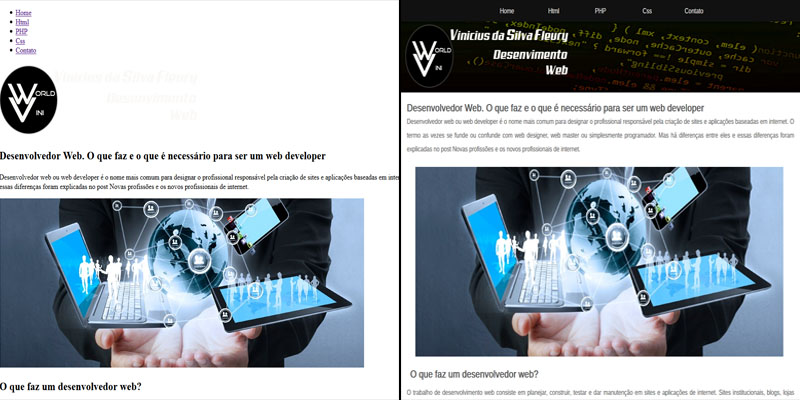 Home
Html
PHP
Css
Contato
Vinicius da Silva Fleury
Desenvimento
Web
WORLD
VINI
Desenvolvedor Web. O que faz e o que é necessário para ser um web developer
Desenvolvedor web ou web developer é o nome mais comum para designar o profissional responsável pela criação de sites e aplicações baseadas em inter
essas diferenças foram explicadas no post Novas profissões e os novos profissionais de internet.
O que faz um desenvolvedor web?
Home Html PHP Css Contato
Vinicius da Silva Fleury
Desenvimento
Web
WORLD
VINI
Desenvolvedor Web. O que faz e o que é necessário para ser um web developer
Desenvolvedor web ou web developer é o nome mais comum para designar o profissional responsável pela criação de sites e aplicações baseadas em internet. O
termo as vezes se funde ou confunde com web designer, web master ou simplesmente programador. Mas há diferenças entre eles e essas diferenças foram
explicadas no post Novas profissões e os novos profissionais de internet.
O que faz um desenvolvedor web?
O trabalho de desenvolvimento web consiste em planejar, construir, testar e dar manutenção em sites e aplicações de internet. Sites institucionais, blogs, lojas